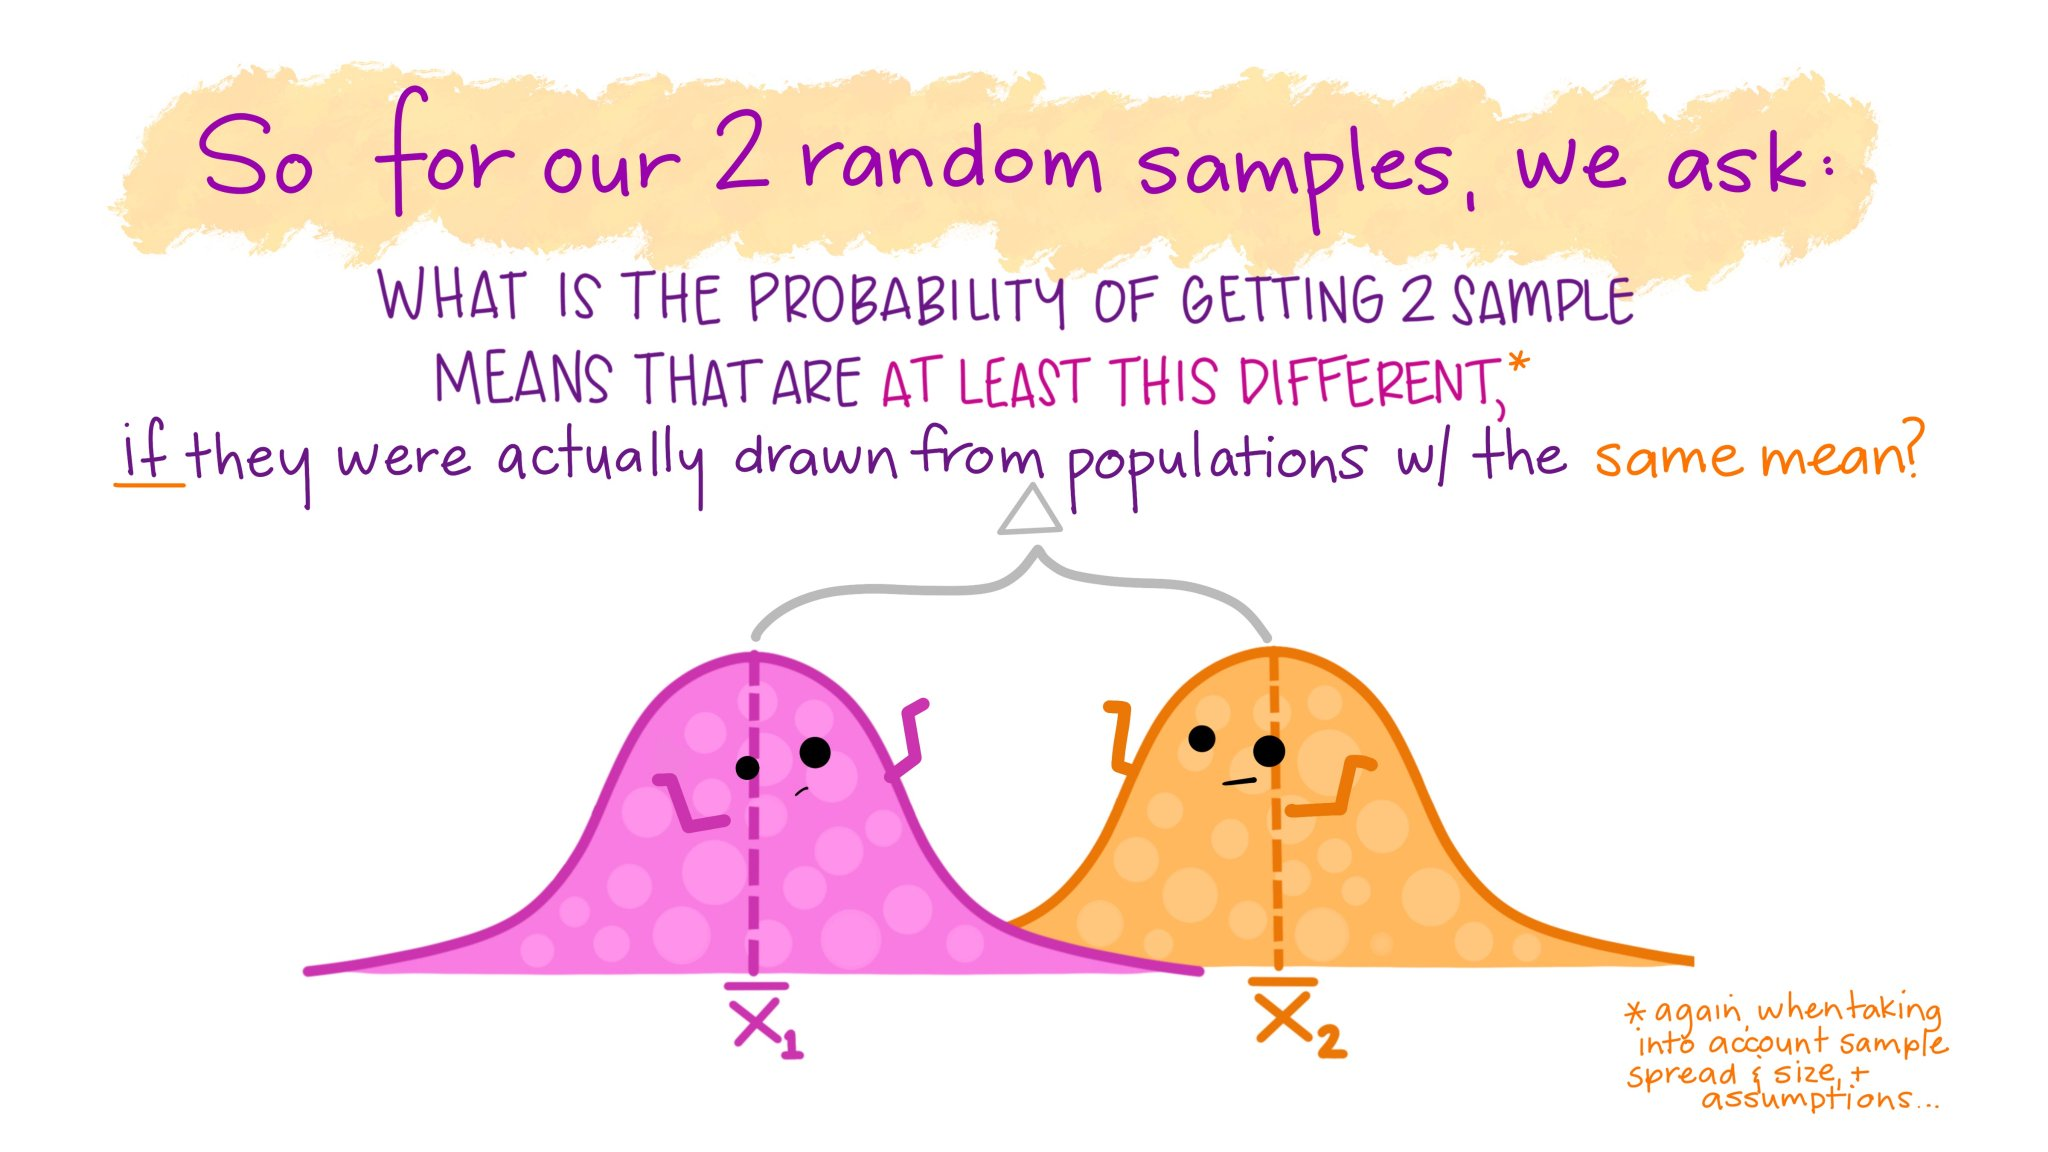 So for our 2 random samples, we ask:
WHAT IS THE PROBABILITY OF GETTING 2 SAMPLE
MEANS THAT ARE AT LEAST THIS DIFFERENT,*
if they were actually drawn from populations w/ the same mean?
X̅₁
X̅₂
* again, when taking
into account sample
spread & size, +
assumptions...